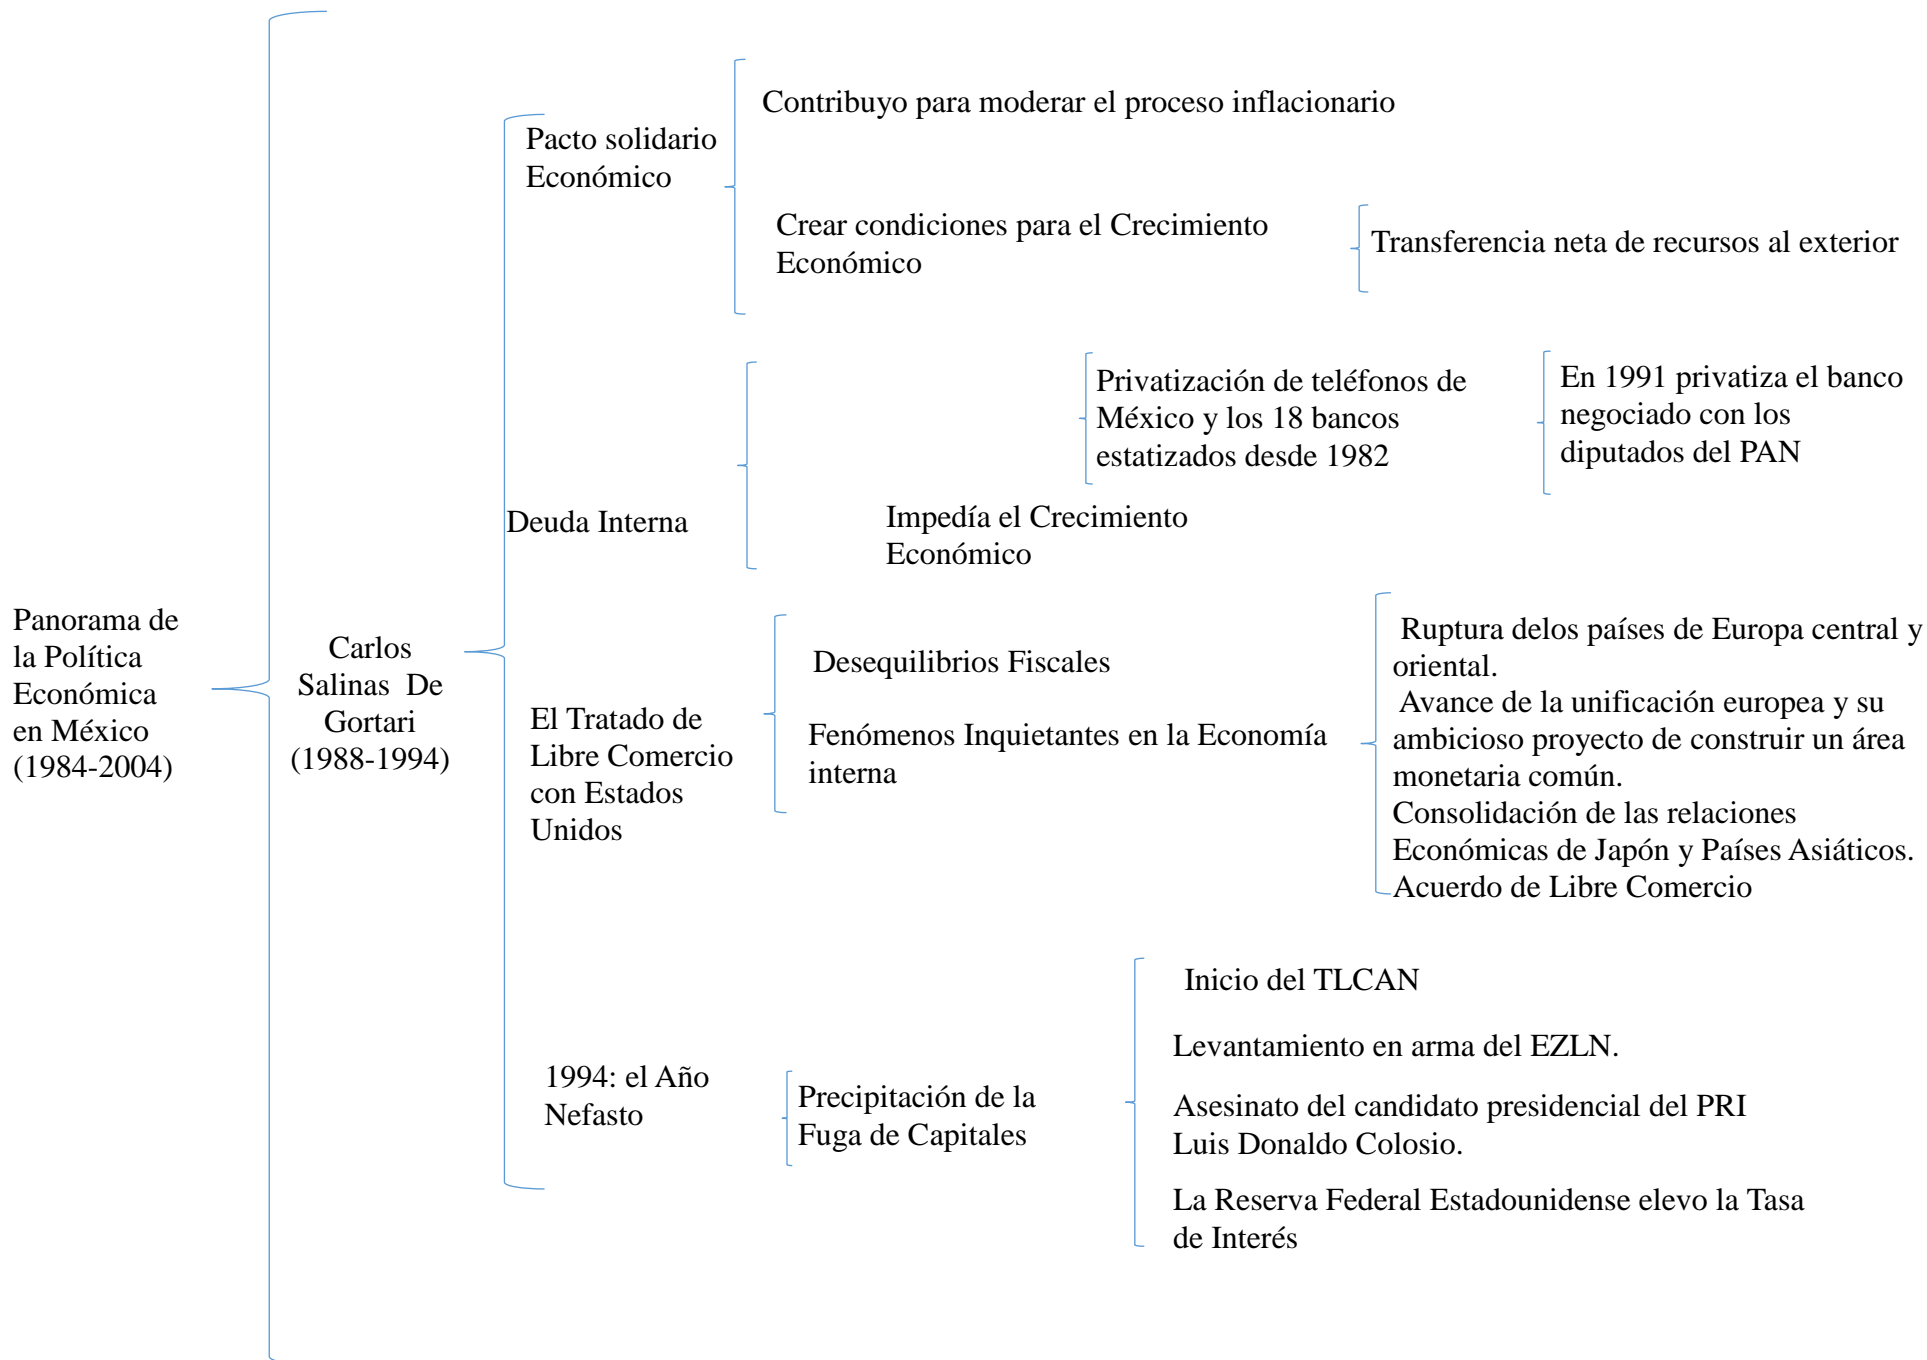 Panorama de
la Política
Económica
en México
(1984-2004)
Carlos
Salinas De
Gortari
(1988-1994)
Pacto solidario
Económico
Contribuyo para moderar el proceso inflacionario
Crear condiciones para el Crecimiento
Económico
Transferencia neta de recursos al exterior
Deuda Interna
Privatización de teléfonos de
México y los 18 bancos
estatizados desde 1982
En 1991 privatiza el banco
negociado con los
diputados del PAN
Impedía el Crecimiento
Económico
El Tratado de
Libre Comercio
con Estados
Unidos
Desequilibrios Fiscales
Fenómenos Inquietantes en la Economía
interna
Ruptura delos países de Europa central y
oriental.
Avance de la unificación europea y su
ambicioso proyecto de construir un área
monetaria común.
Consolidación de las relaciones
Económicas de Japón y Países Asiáticos.
Acuerdo de Libre Comercio
1994: el Año
Nefasto
Precipitación de la
Fuga de Capitales
Inicio del TLCAN
Levantamiento en arma del EZLN.
Asesinato del candidato presidencial del PRI
Luis Donaldo Colosio.
La Reserva Federal Estadounidense elevo la Tasa
de Interés